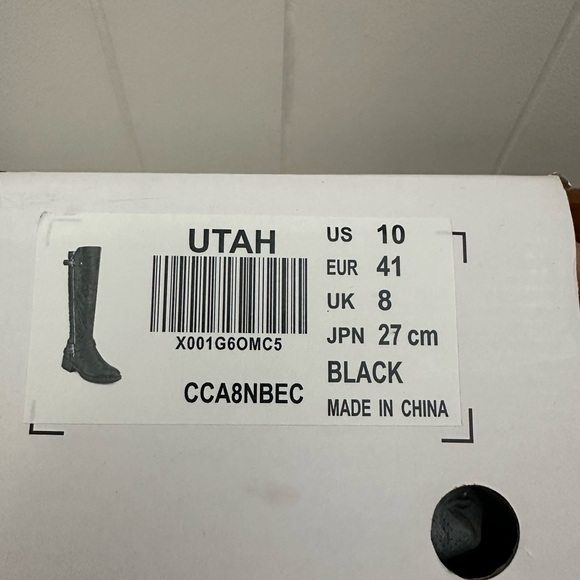 UTAH
X001G6OMC5
CCA8NBEC
US 10
EUR 41
UK 8
JPN 27 cm
BLACK
MADE IN CHINA